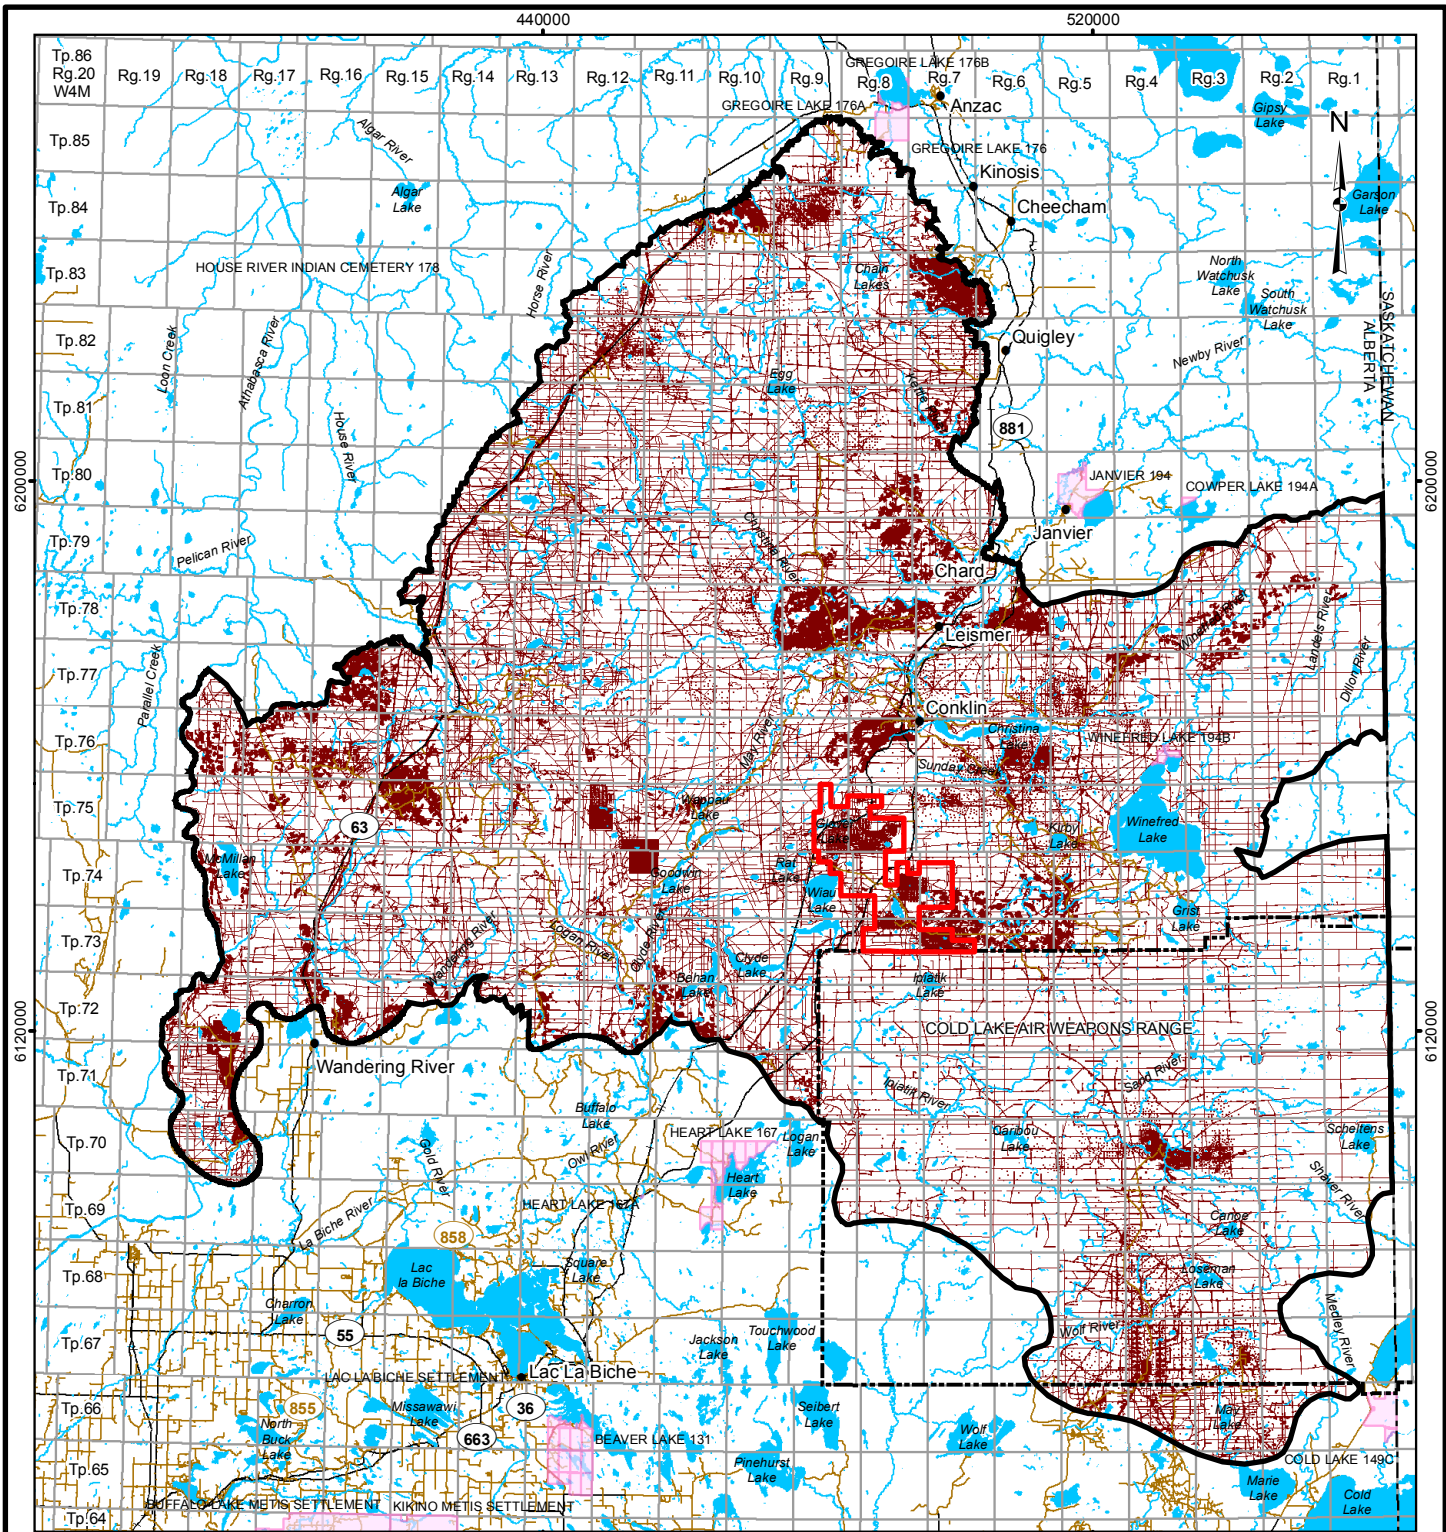 440000
520000
Tp.86
Rg.20
W4M
Rg.19
Rg.18
Rg.17
Rg.16
Rg.15
Rg.14
Rg.13
Rg.12
Rg.11
Rg.10
Rg.9
Rg.8
Rg.7
Rg.6
Rg.5
Rg.4
Rg.3
Rg.2
Rg.1
GREGOIRE LAKE 176B
GREGOIRE LAKE 176A
Anzac
Gipsy
Lake
N
Tp.85
Algar River
GREGOIRE LAKE 176
Kinosis
Algar
Lake
Garson
Lake
Tp.84
Cheecham
Tp.83
HOUSE RIVER INDIAN CEMETERY 178
Horse River
Chain
Lakes
North
Watchusk
Lake
South
Watchusk
Lake
SASKATCHEWAN
ALBERTA
Tp.82
Loon Creek
Athabasca River
Quigley
Newby River
Egg
Lake
Kettle
Tp.81
House River
881
6200000
6200000
Tp.80
JANVIER 194
COWPER LAKE 194A
Janvier
Tp.79
Pelican River
Christina River
Chard
Tp.78
Winefred River
Landels River
Leismer
Dillon River
Tp.77
Parallel Creek
Conklin
Christina
Lake
WINEFRED LAKE 194B
Tp.76
May River
Sunday Creek
Tp.75
Wappau
Lake
63
Glover
Lake
Kirby
Lake
Winefred
Lake
McMillan
Lake
Rat
Lake
Tp.74
Goodwin
Lake
Wiau
Lake
Grist
Lake
Tp.73
Wandering River
Logan River
Clyde River
Clyde
Lake
Behan
Lake
Ipiatik
Lake
Tp.72
COLD LAKE AIR WEAPONS RANGE
6120000
6120000
Wandering River
Tp.71
Sand River
Ipiatik River
Buffalo
Lake
Tp.70
Gold River
Owl River
HEART LAKE 167
Logan
Lake
Caribou
Lake
Scheltens
Lake
Heart
Lake
Shaver River
Tp.69
La Biche River
HEART LAKE 167A
Canoe
Lake
858
Tp.68
Lac
la Biche
Square
Lake
Loseman
Lake
Charron
Lake
Medley River
Tp.67
55
Jackson
Lake
Touchwood
Lake
Wolf River
LAC LA BICHE SETTLEMENT
Lac La Biche
Tp.66
855
Missawawi
Lake
36
Seibert
Lake
May
Lake
North
Buck
Lake
663
BEAVER LAKE 131
Wolf
Lake
Tp.65
Pinehurst
Lake
COLD LAKE 149C
Marie
Lake
Cold
Lake
BUFFALO LAKE METIS SETTLEMENT
KIKINO METIS SETTLEMENT
Tp.64